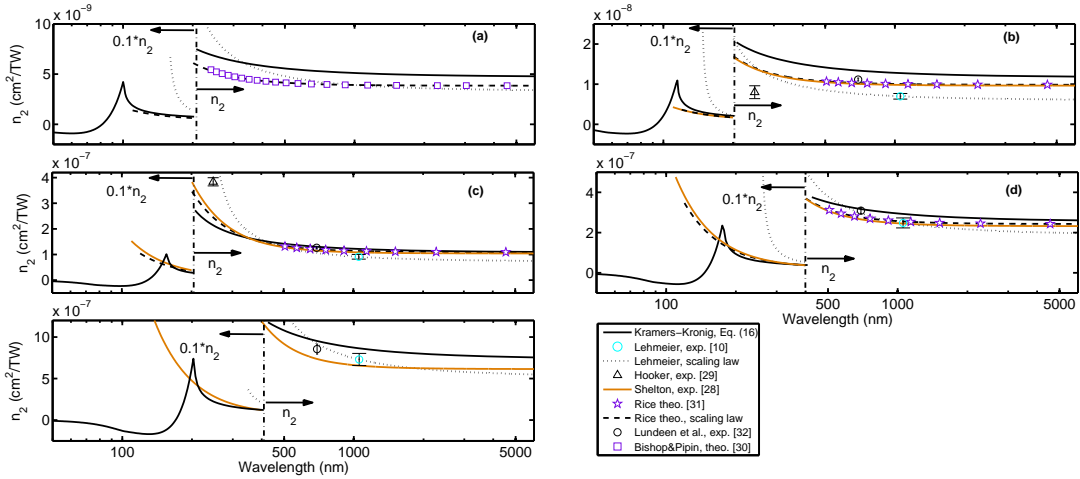 x 10⁻⁹
10
5
0
n₂ (cm²/TW)
0.1*n₂
n₂
(a)
x 10⁻⁸
2
1
0
0.1*n₂
n₂
(b)
x 10⁻⁷
4
3
2
1
0
n₂ (cm²/TW)
0.1*n₂
n₂
(c)
x 10⁻⁷
4
2
0
0.1*n₂
n₂
(d)
100
500
1000
5000
x 10⁻⁷
10
5
0
n₂ (cm²/TW)
0.1*n₂
n₂
100
500
1000
5000
Wavelength (nm)
Wavelength (nm)
Kramers−Kronig, Eq. (16)
Lehmeier, exp. [10]
Lehmeier, scaling law
Hooker, exp. [29]
Shelton, exp. [28]
Rice theo. [31]
Rice theo., scaling law
Lundeen et al., exp. [32]
Bishop&Pipin, theo. [30]